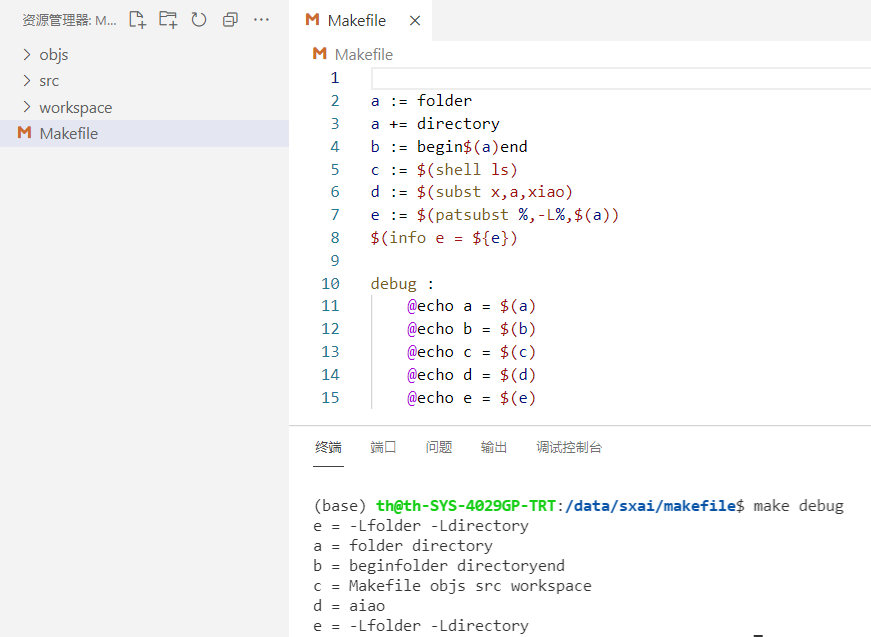 资源管理器: M...
objs
src
workspace
Makefile
Makefile
Makefile
1
2 a := folder
3 a += directory
4 b := begin$(a)end
5 c := $(shell ls)
6 d := $(subst x,a,xiao)
7 e := $(patsubst %,-L%,$(a))
8 $(info e = ${e})
9
10 debug :
11 @echo a = $(a)
12 @echo b = $(b)
13 @echo c = $(c)
14 @echo d = $(d)
15 @echo e = $(e)
终端 端口 问题 输出 调试控制台
(base) th@th-SYS-4029GP-TRT:/data/sxai/makefile$ make debug
e = -Lfolder -Ldirectory
a = folder directory
b = beginfolder directoryend
c = Makefile objs src workspace
d = aiao
e = -Lfolder -Ldirectory